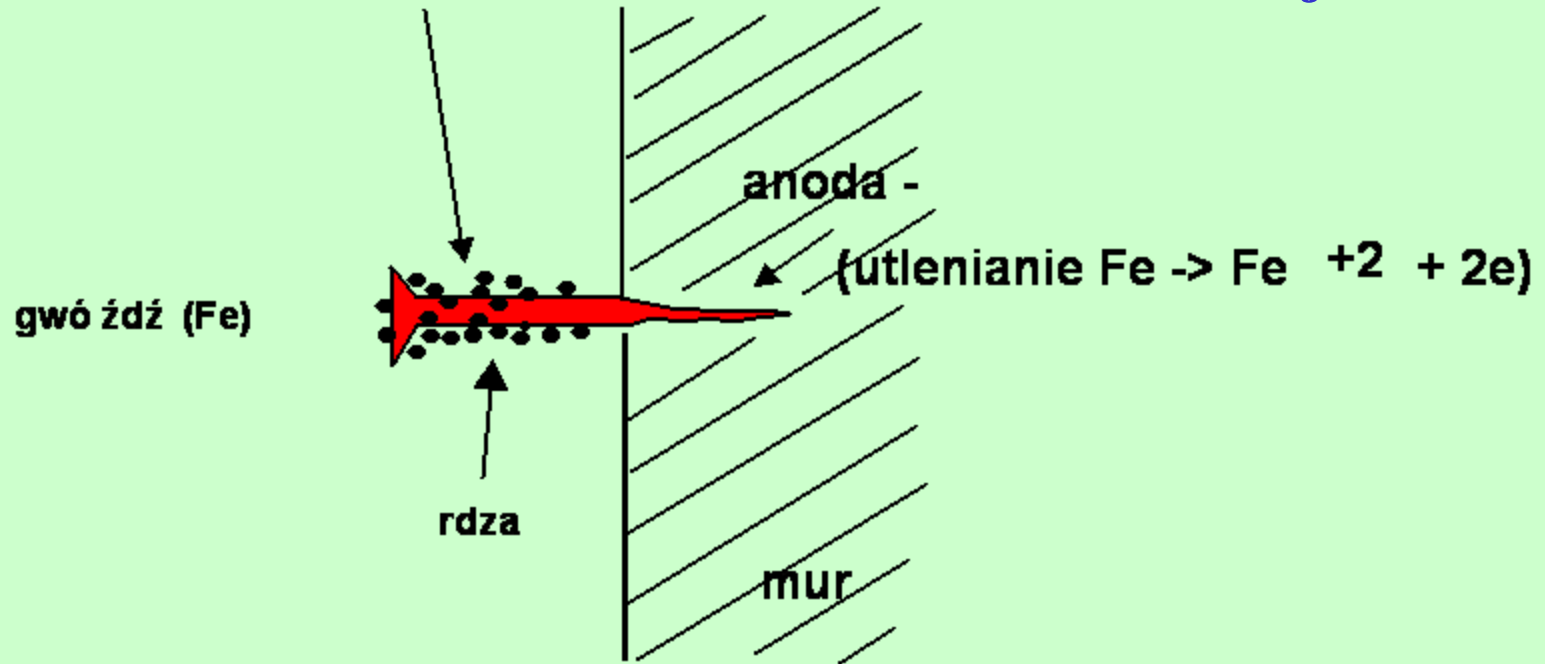 anoda -
(utlenianie Fe -> Fe +2 + 2e)
gwó źdź (Fe)
rdza
mur